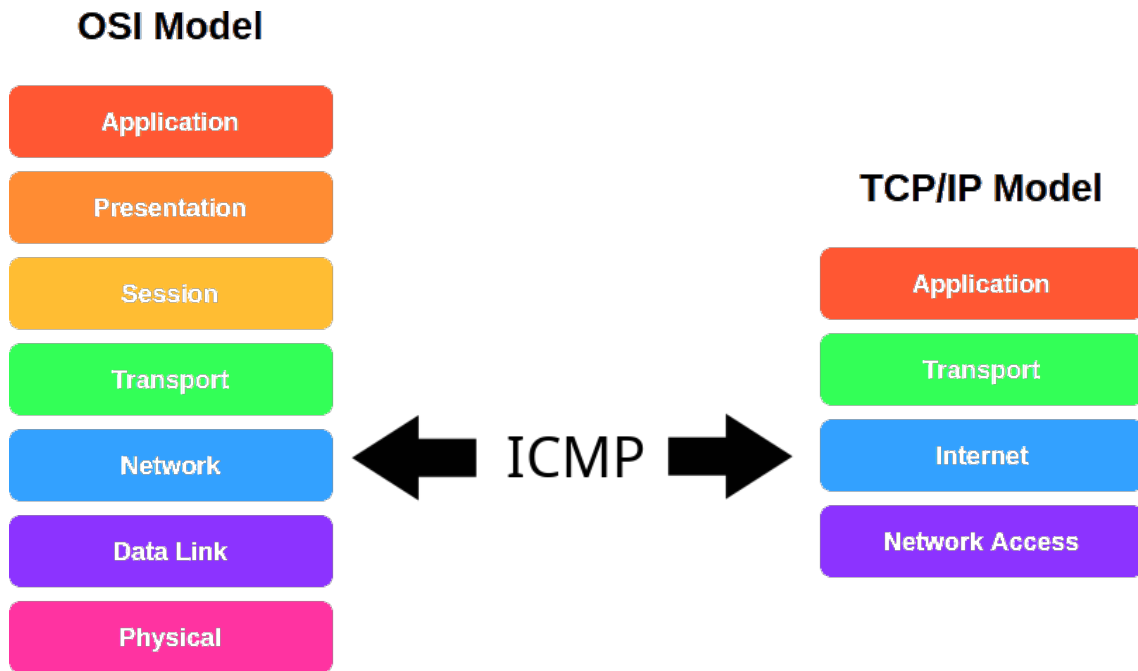 OSI Model
Application
Presentation
Session
Transport
Network
Data Link
Physical
ICMP
TCP/IP Model
Application
Transport
Internet
Network Access